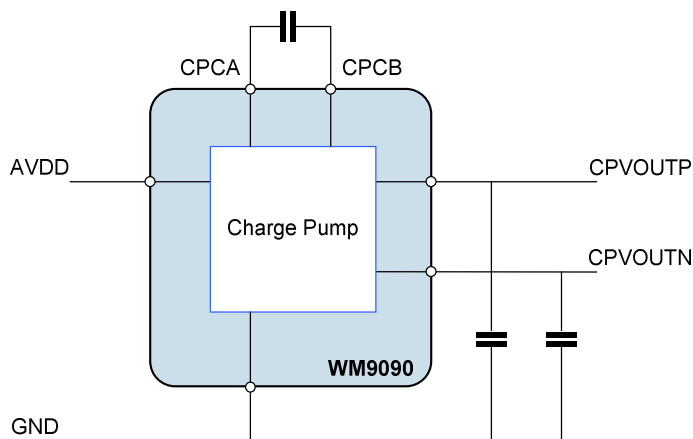 CPCA CPCB
AVDD
CPVOUTP
Charge Pump
CPVOUTN
WM9090
GND